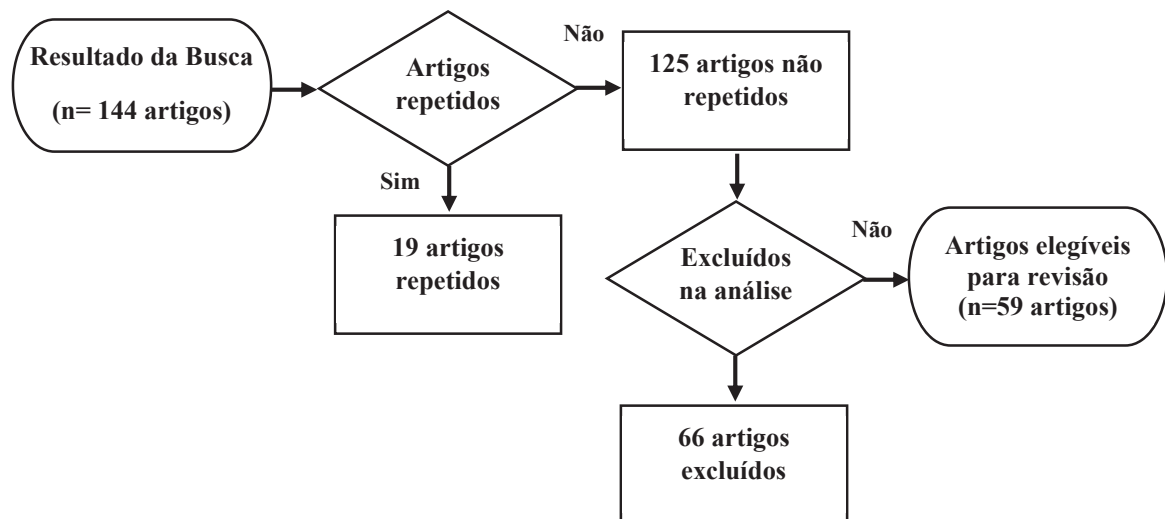 Resultado da Busca
(n= 144 artigos)
Artigos
repetidos
Não
125 artigos não
repetidos
Sim
19 artigos
repetidos
Excluídos
na análise
Não
Artigos elegíveis
para revisão
(n=59 artigos)
66 artigos
excluídos